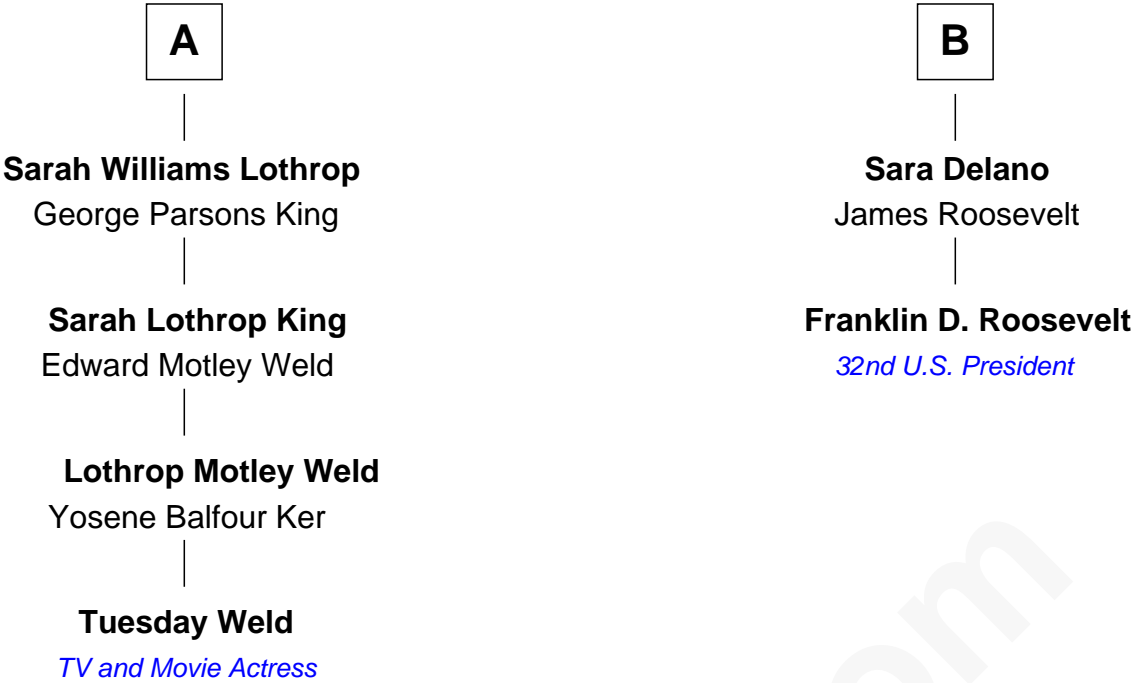 A
Sarah Williams Lothrop
George Parsons King
Sarah Lothrop King
Edward Motley Weld
Lothrop Motley Weld
Yosene Balfour Ker
Tuesday Weld
TV and Movie Actress
B
Sara Delano
James Roosevelt
Franklin D. Roosevelt
32nd U.S. President
om